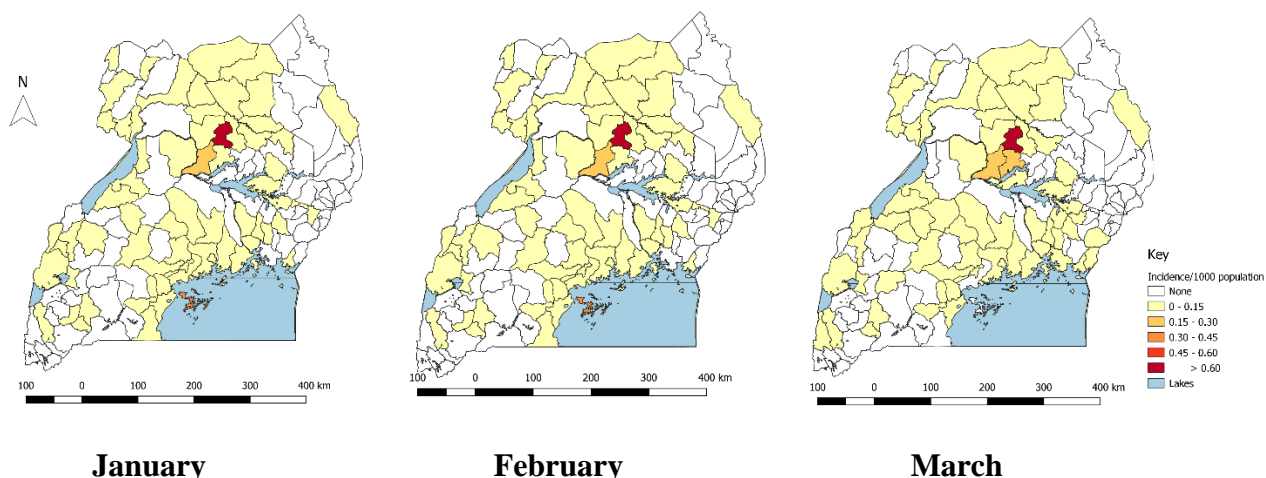 N
Key
Incidence/1000 population
None
0 - 0.15
0.15 - 0.30
0.30 - 0.45
0.45 - 0.60
> 0.60
Lakes
100 0 100 200 300 400 km
100 0 100 200 300 400 km
100 0 100 200 300 400 km
January
February
March